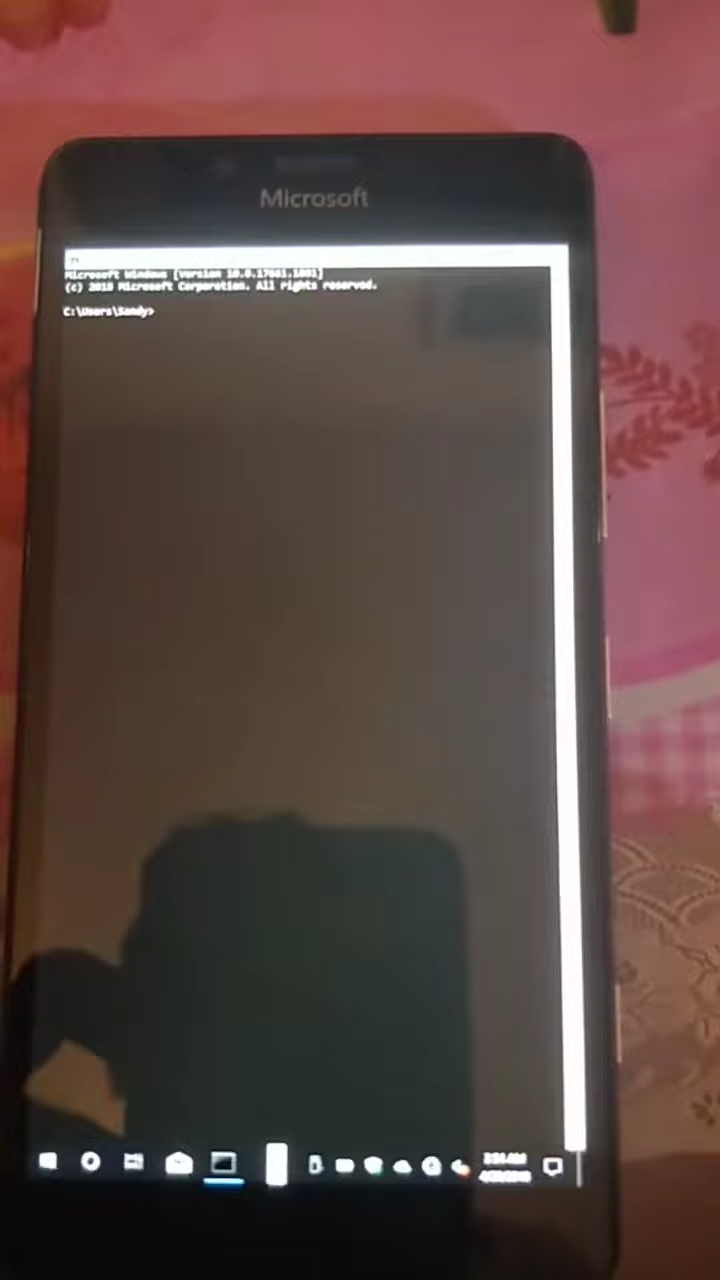 Microsoft
Microsoft Windows [Version 10.0.17661.1001]
(c) 2018 Microsoft Corporation. All rights reserved.
C:\Users\Sandy>